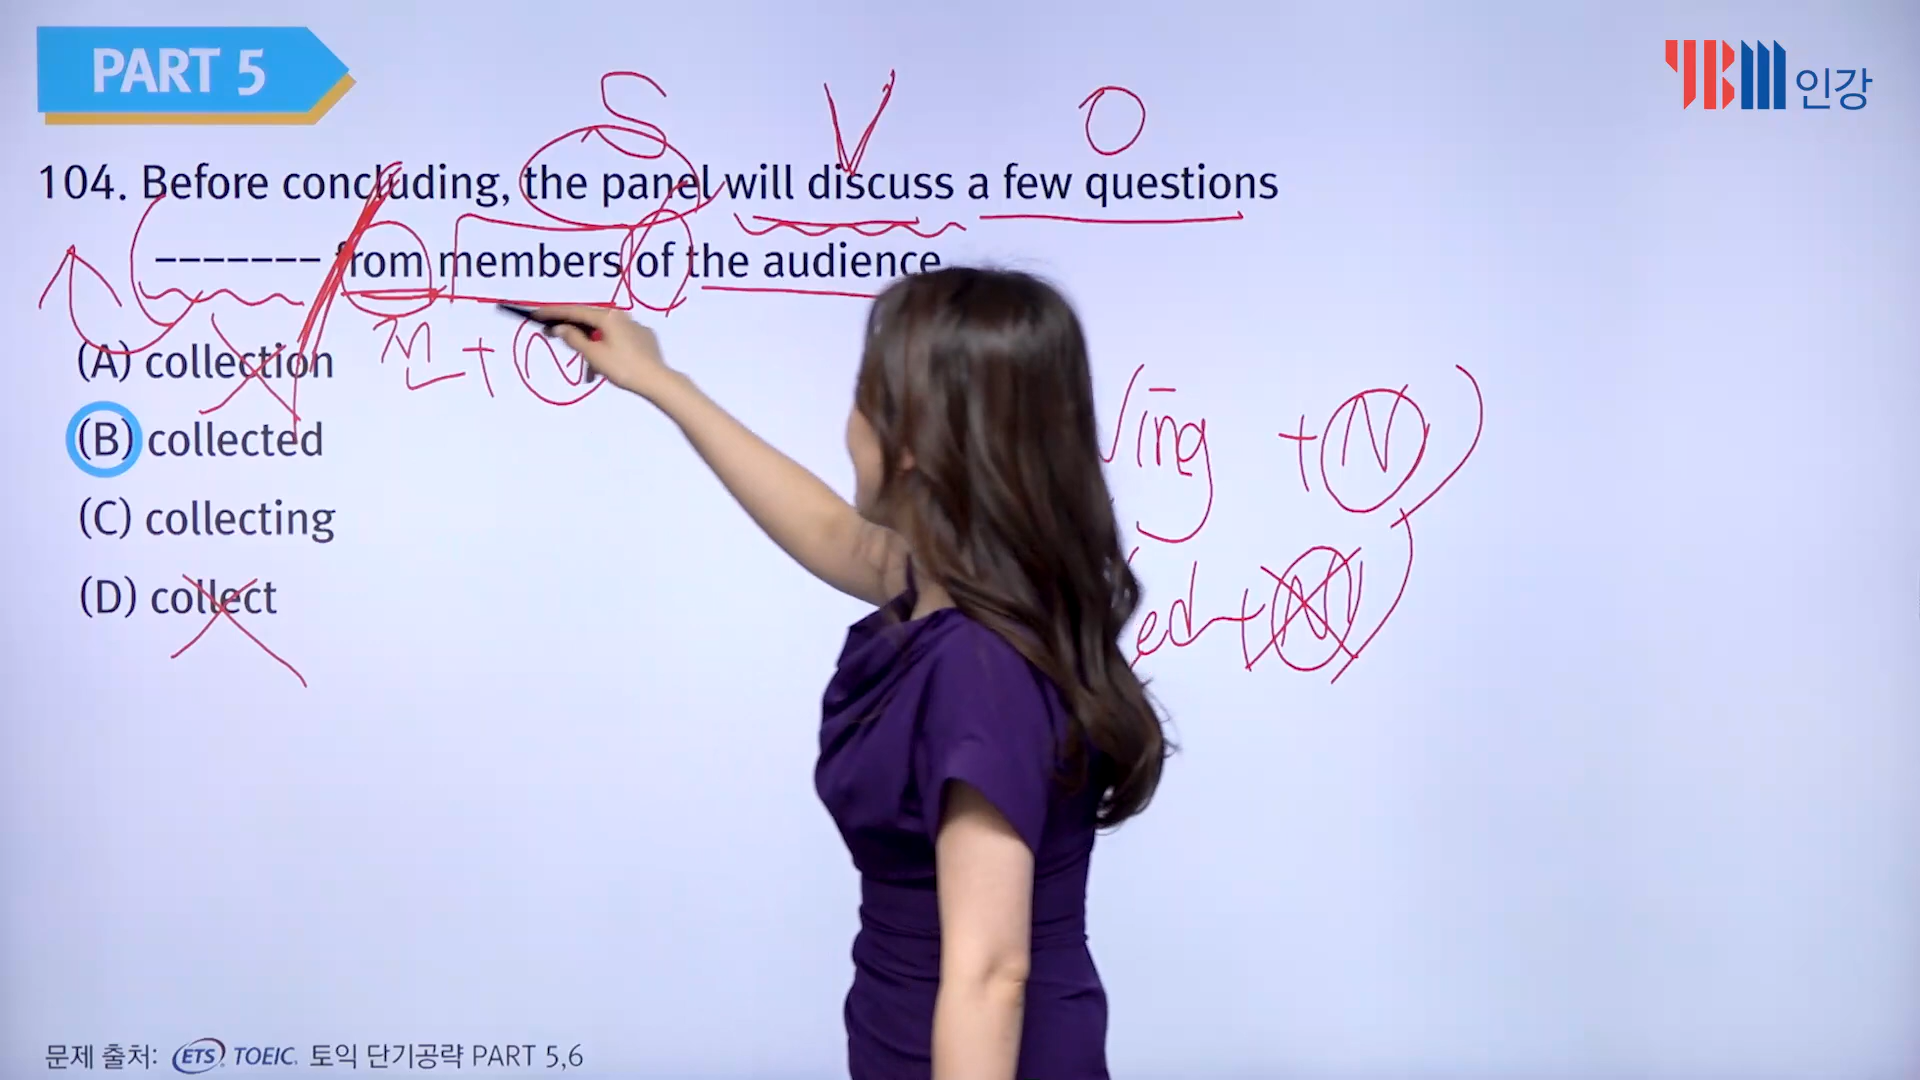 PART 5
YBM 인강
S V O
104. Before concluding, the panel will discuss a few questions
------- from members of the audience
전 + N
(A) collection
(B) collected
(C) collecting
(D) collect
ing + N
ed + N
문제 출처: ETS TOEIC. 토익 단기공략 PART 5,6